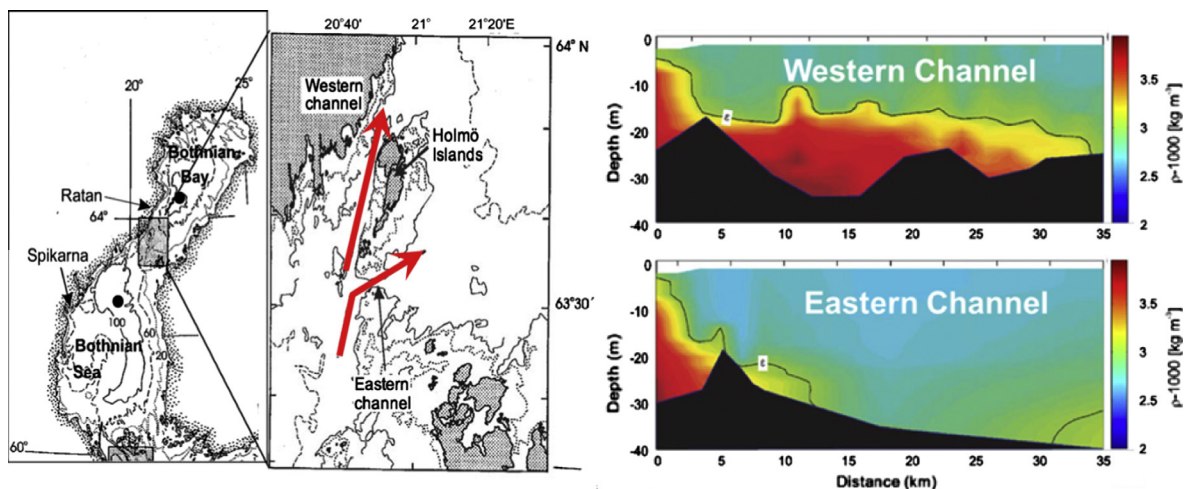 20°
25°
Bothnian
Bay
Ratan
64°
Spikarna
100
60
20
Bothnian
Sea
60°
20°40'
21°
21°20'E
64° N
Western
channel
Holmö
Islands
63°30´
Eastern
channel
Western Channel
0
-10
-20
-30
-40
Depth (m)
0
5
10
15
20
25
30
35
3.5
3
2.5
2
ρ-1000 [kg m⁻³]
Eastern Channel
0
-10
-20
-30
-40
Depth (m)
0
5
10
15
20
25
30
35
Distance (km)
3.5
3
2.5
2
ρ-1000 [kg m⁻³]